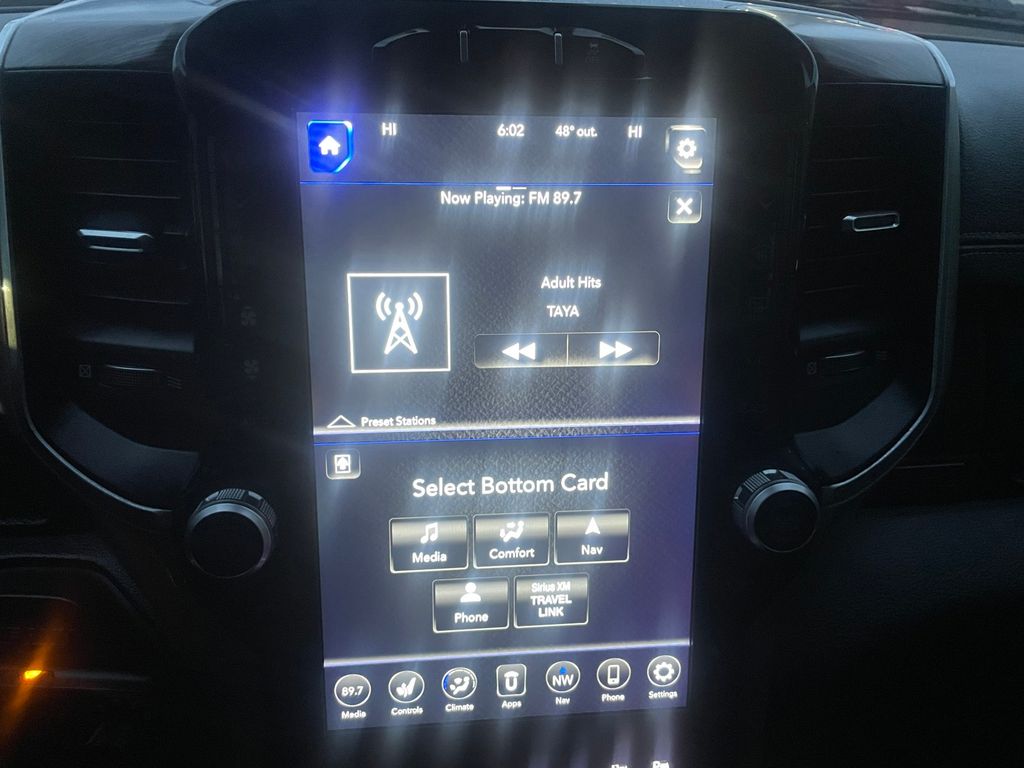 HI 6:02 48° out. HI
Now Playing: FM 89.7
X
Adult Hits
TAYA
Preset Stations
Select Bottom Card
Media Comfort Nav
Phone
Sirius XM
TRAVEL
LINK
89.7 NW
Media Controls Climate Apps Nav Phone Settings